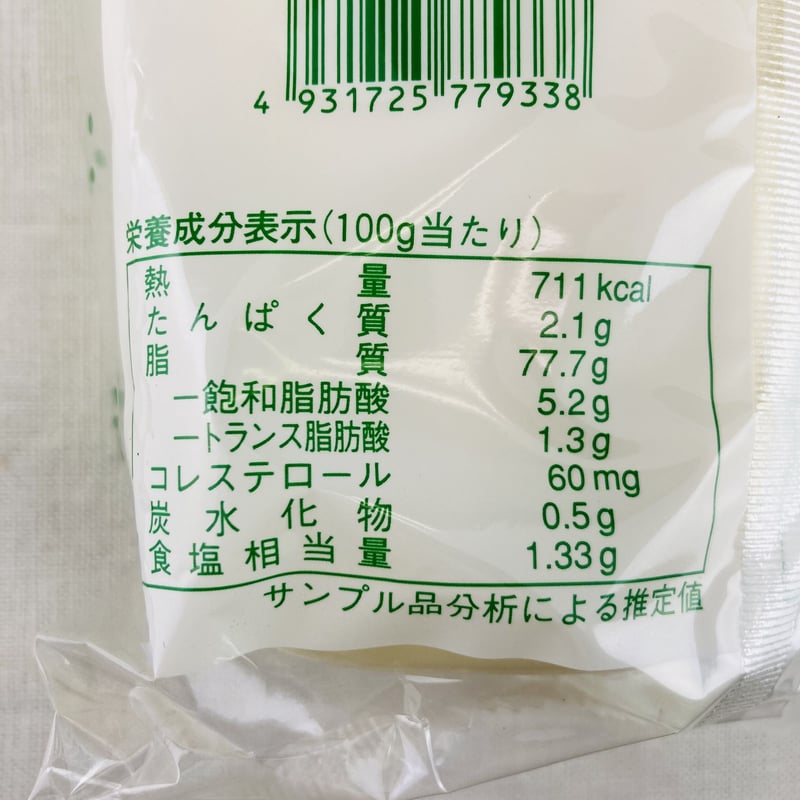 4 931725 779338
栄養成分表示(100g当たり)
熱量 711kcal
たんぱく質 2.1g
脂質 77.7g
－飽和脂肪酸 5.2g
－トランス脂肪酸 1.3g
コレステロール 60mg
炭水化物 0.5g
食塩相当量 1.33g
サンプル品分析による推定値